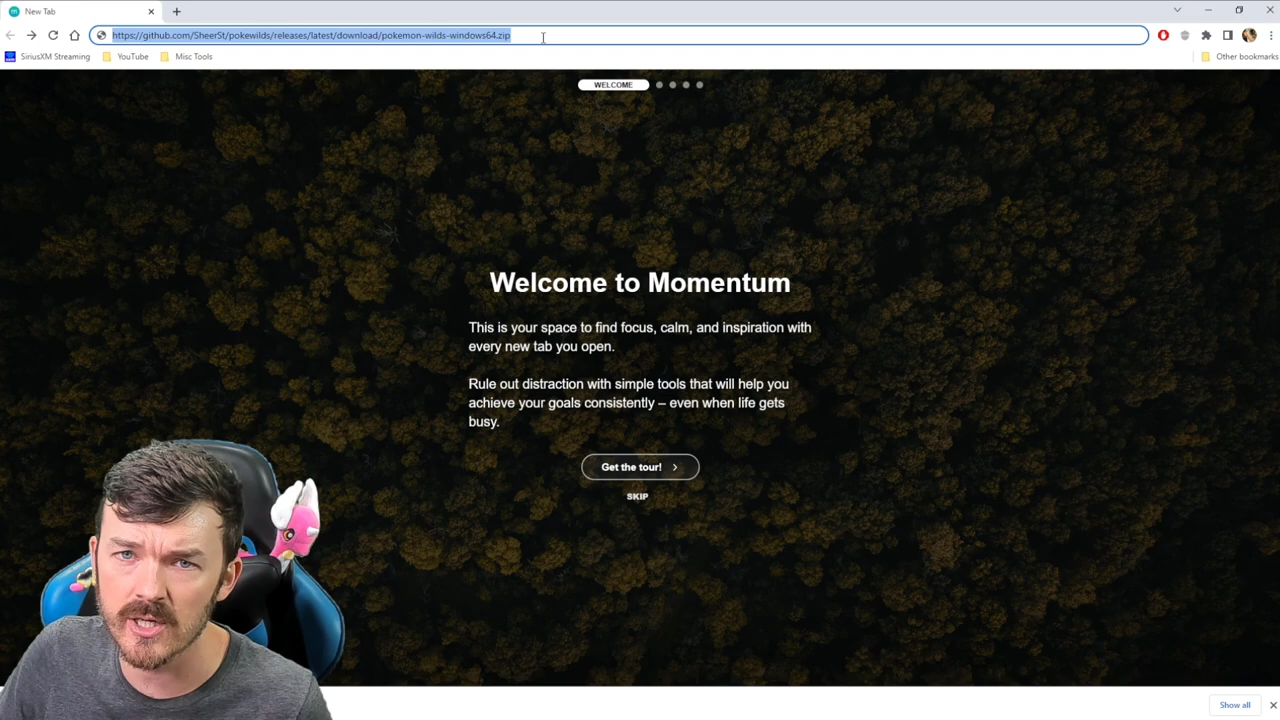 New Tab
https://github.com/SheerSt/pokewilds/releases/latest/download/pokemon-wilds-windows64.zip
SiriusXM Streaming
YouTube
Misc Tools
Other bookmarks
WELCOME
Welcome to Momentum
This is your space to find focus, calm, and inspiration with
every new tab you open.
Rule out distraction with simple tools that will help you
achieve your goals consistently – even when life gets
busy.
Get the tour!
SKIP
Show all